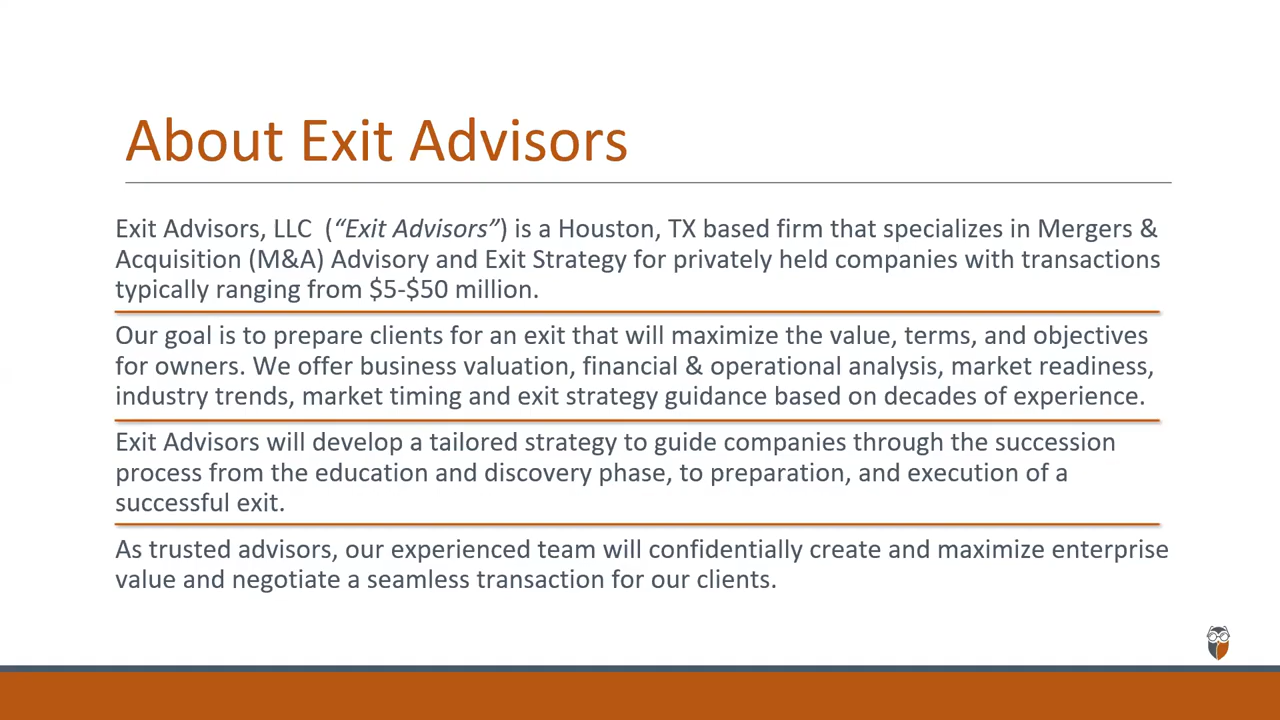 About Exit Advisors
Exit Advisors, LLC (“Exit Advisors”) is a Houston, TX based firm that specializes in Mergers &
Acquisition (M&A) Advisory and Exit Strategy for privately held companies with transactions
typically ranging from $5-$50 million.
Our goal is to prepare clients for an exit that will maximize the value, terms, and objectives
for owners. We offer business valuation, financial & operational analysis, market readiness,
industry trends, market timing and exit strategy guidance based on decades of experience.
Exit Advisors will develop a tailored strategy to guide companies through the succession
process from the education and discovery phase, to preparation, and execution of a
successful exit.
As trusted advisors, our experienced team will confidentially create and maximize enterprise
value and negotiate a seamless transaction for our clients.